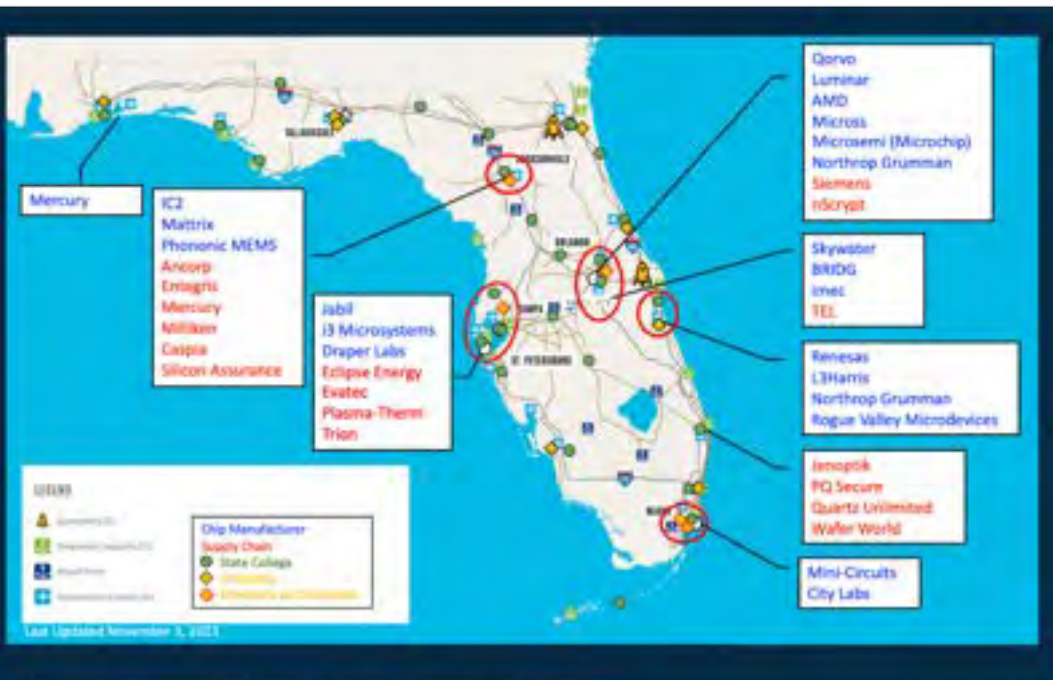 Qorvo
Luminar
AMD
Micross
Microsemi (Microchip)
Northrop Grumman
Siemens
nScrypt
Mercury
IC2
Mattrix
Phononic MEMS
Ancorp
Entegris
Mercury
Milliken
Caspia
Silicon Assurance
Jabil
i3 Microsystems
Draper Labs
Eclipse Energy
Evatec
Plasma-Therm
Trion
Skywater
BRIDG
imec
TEL
Renesas
L3Harris
Northrop Grumman
Rogue Valley Microdevices
Jenoptik
PQ Secure
Quartz Unlimited
Wafer World
Mini-Circuits
City Labs
TALLAHASSEE
ORLANDO
TAMPA
ST. PETERSBURG
LEGEND
Chip Manufacturer
Supply Chain
State College
Last Updated November 3, 2023